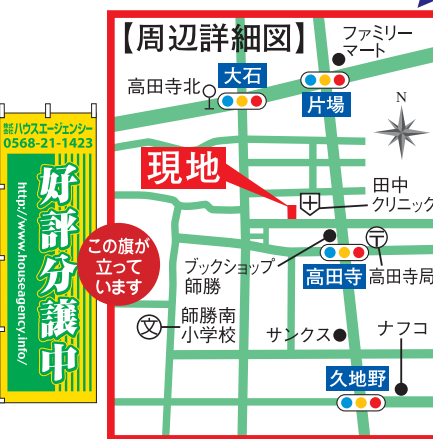 株式会社ハウスエージェンシー
0568-21-1423
好評分譲中
http://www.houseagency.info/
この旗が
立って
います
【周辺詳細図】
ファミリー
マート
高田寺北
大石
片場
N
現地
田中
クリニック
ブックショップ
師勝
高田寺
高田寺局
師勝南
小学校
サンクス
ナフコ
久地野